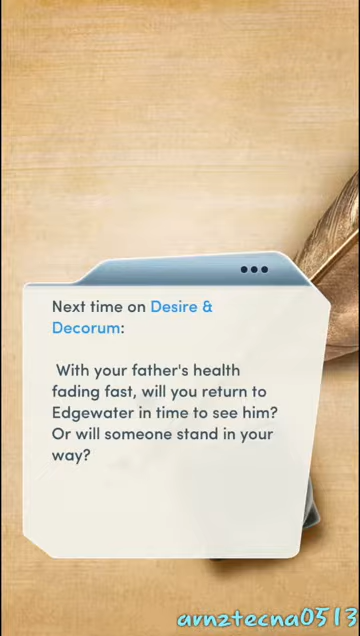 Next time on Desire &
Decorum:
With your father's health
fading fast, will you return to
Edgewater in time to see him?
Or will someone stand in your
way?
arnztecna0513